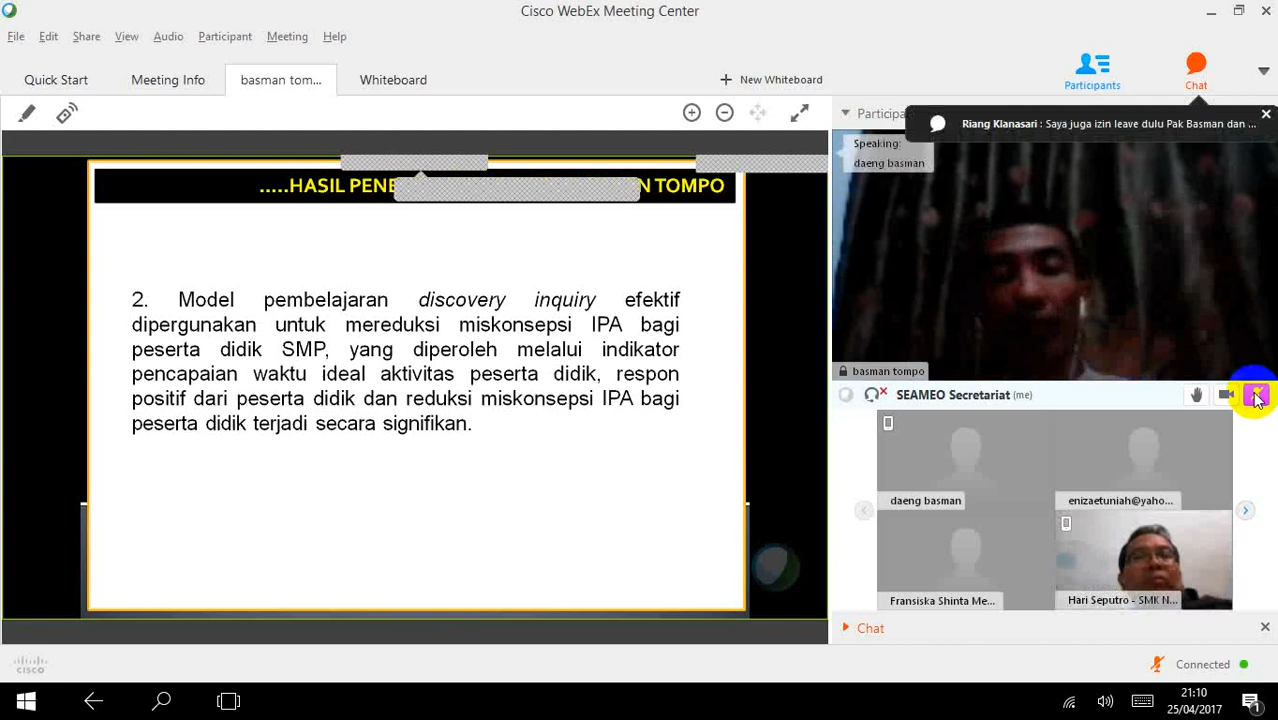 Cisco WebEx Meeting Center
File Edit Share View Audio Participant Meeting Help
Quick Start Meeting Info basman tom... Whiteboard + New Whiteboard
Participants Chat
Riang Klanasari : Saya juga izin leave dulu Pak Basman dan ...
Speaking:
daeng basman
.....HASIL PENE
N TOMPO
2. Model pembelajaran discovery inquiry efektif
dipergunakan untuk mereduksi miskonsepsi IPA bagi
peserta didik SMP, yang diperoleh melalui indikator
pencapaian waktu ideal aktivitas peserta didik, respon
positif dari peserta didik dan reduksi miskonsepsi IPA bagi
peserta didik terjadi secara signifikan.
basman tompo
SEAMEO Secretariat (me)
daeng basman
enizaetuniah@yaho...
Fransiska Shinta Me...
Hari Seputro - SMK N...
Chat
cisco
Connected
21:10
25/04/2017
1